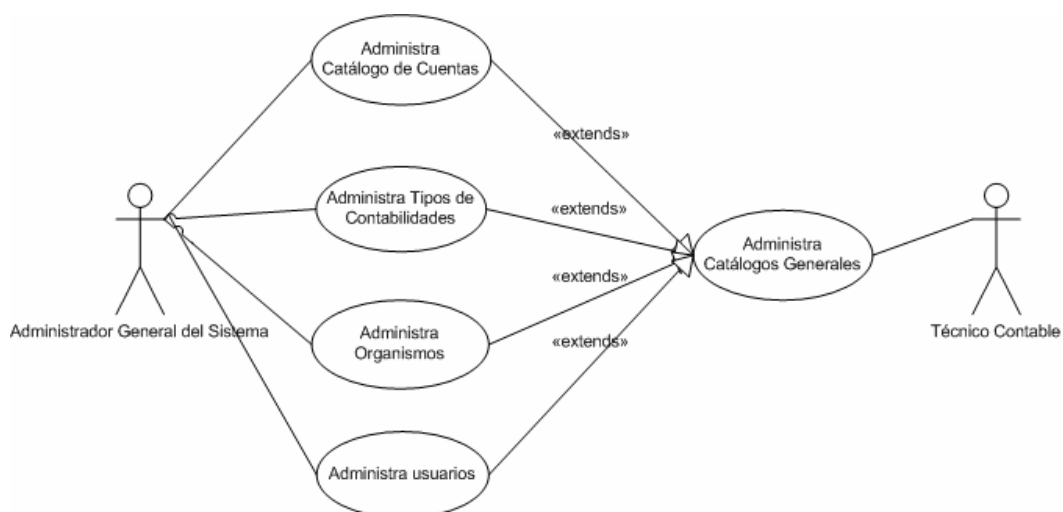 Administra
Catálogo de Cuentas
«extends»
Administra Tipos de
Contabilidades
«extends»
Administra
Catálogos Generales
«extends»
Administrador General del Sistema
Administra
Organismos
«extends»
Técnico Contable
Administra usuarios